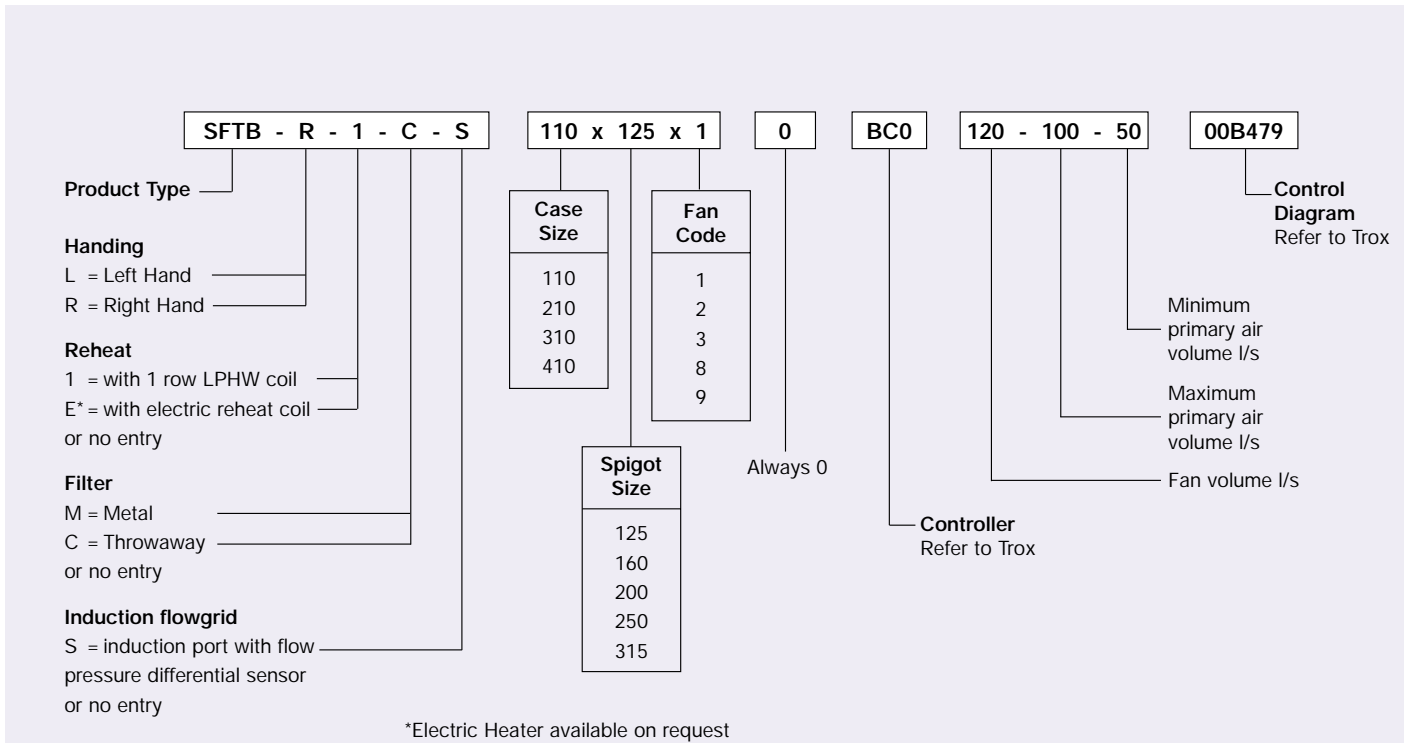 SFTB - R - 1 - C - S
110 x 125 x 1
0
BC0
120 - 100 - 50
00B479
Product Type
Handing
L = Left Hand
R = Right Hand
Reheat
1 = with 1 row LPHW coil
E* = with electric reheat coil
or no entry
Filter
M = Metal
C = Throwaway
or no entry
Induction flowgrid
S = induction port with flow
pressure differential sensor
or no entry
Case
Size
110
210
310
410
Fan
Code
1
2
3
8
9
Spigot
Size
125
160
200
250
315
Always 0
Controller
Refer to Trox
Control
Diagram
Refer to Trox
Minimum
primary air
volume l/s
Maximum
primary air
volume l/s
Fan volume l/s
*Electric Heater available on request